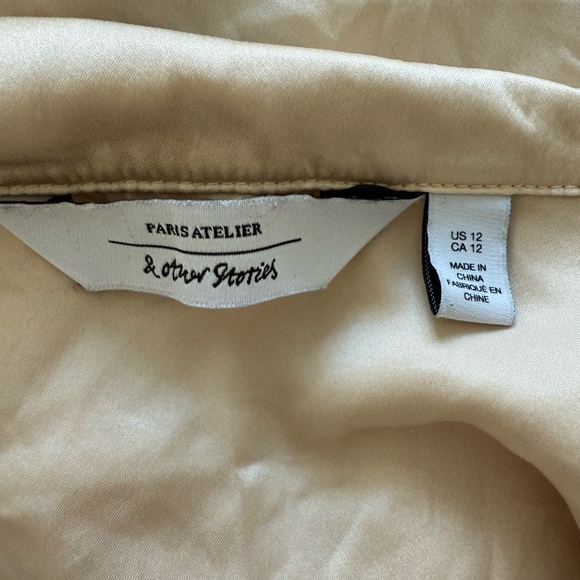 PARIS ATELIER
& other Stories
US 12
CA 12
MADE IN
CHINA
FABRIQUÉ EN
CHINE